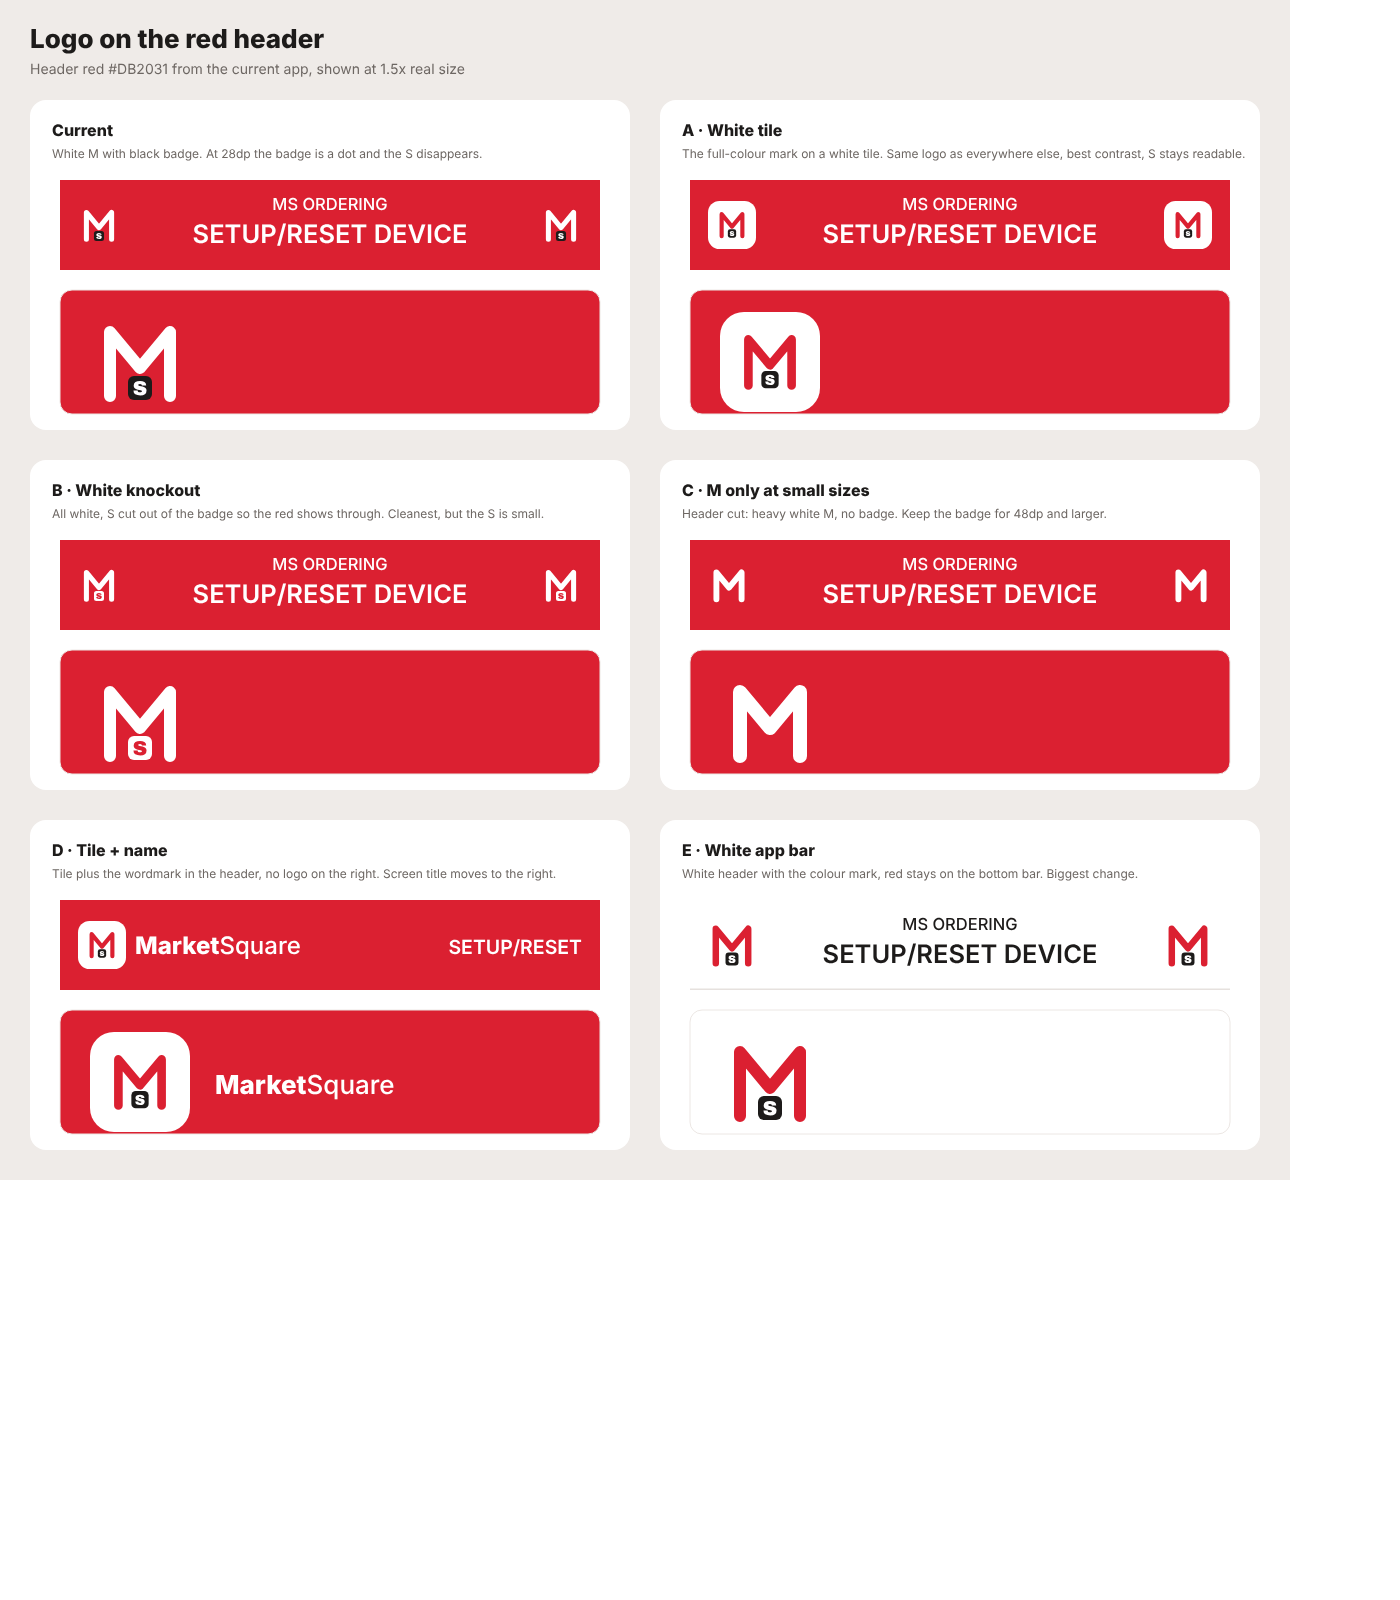 Logo on the red header
Header red #DB2031 from the current app, shown at 1.5x real size
Current
White M with black badge. At 28dp the badge is a dot and the S disappears.
M S
MS ORDERING
SETUP/RESET DEVICE
M S
M
S
A · White tile
The full-colour mark on a white tile. Same logo as everywhere else, best contrast, S stays readable.
M S
MS ORDERING
SETUP/RESET DEVICE
M S
M
S
B · White knockout
All white, S cut out of the badge so the red shows through. Cleanest, but the S is small.
M S
MS ORDERING
SETUP/RESET DEVICE
M S
M
S
C · M only at small sizes
Header cut: heavy white M, no badge. Keep the badge for 48dp and larger.
M
MS ORDERING
SETUP/RESET DEVICE
M
M
D · Tile + name
Tile plus the wordmark in the header, no logo on the right. Screen title moves to the right.
M S
MarketSquare
SETUP/RESET
M
S
MarketSquare
E · White app bar
White header with the colour mark, red stays on the bottom bar. Biggest change.
M S
MS ORDERING
SETUP/RESET DEVICE
M S
M
S